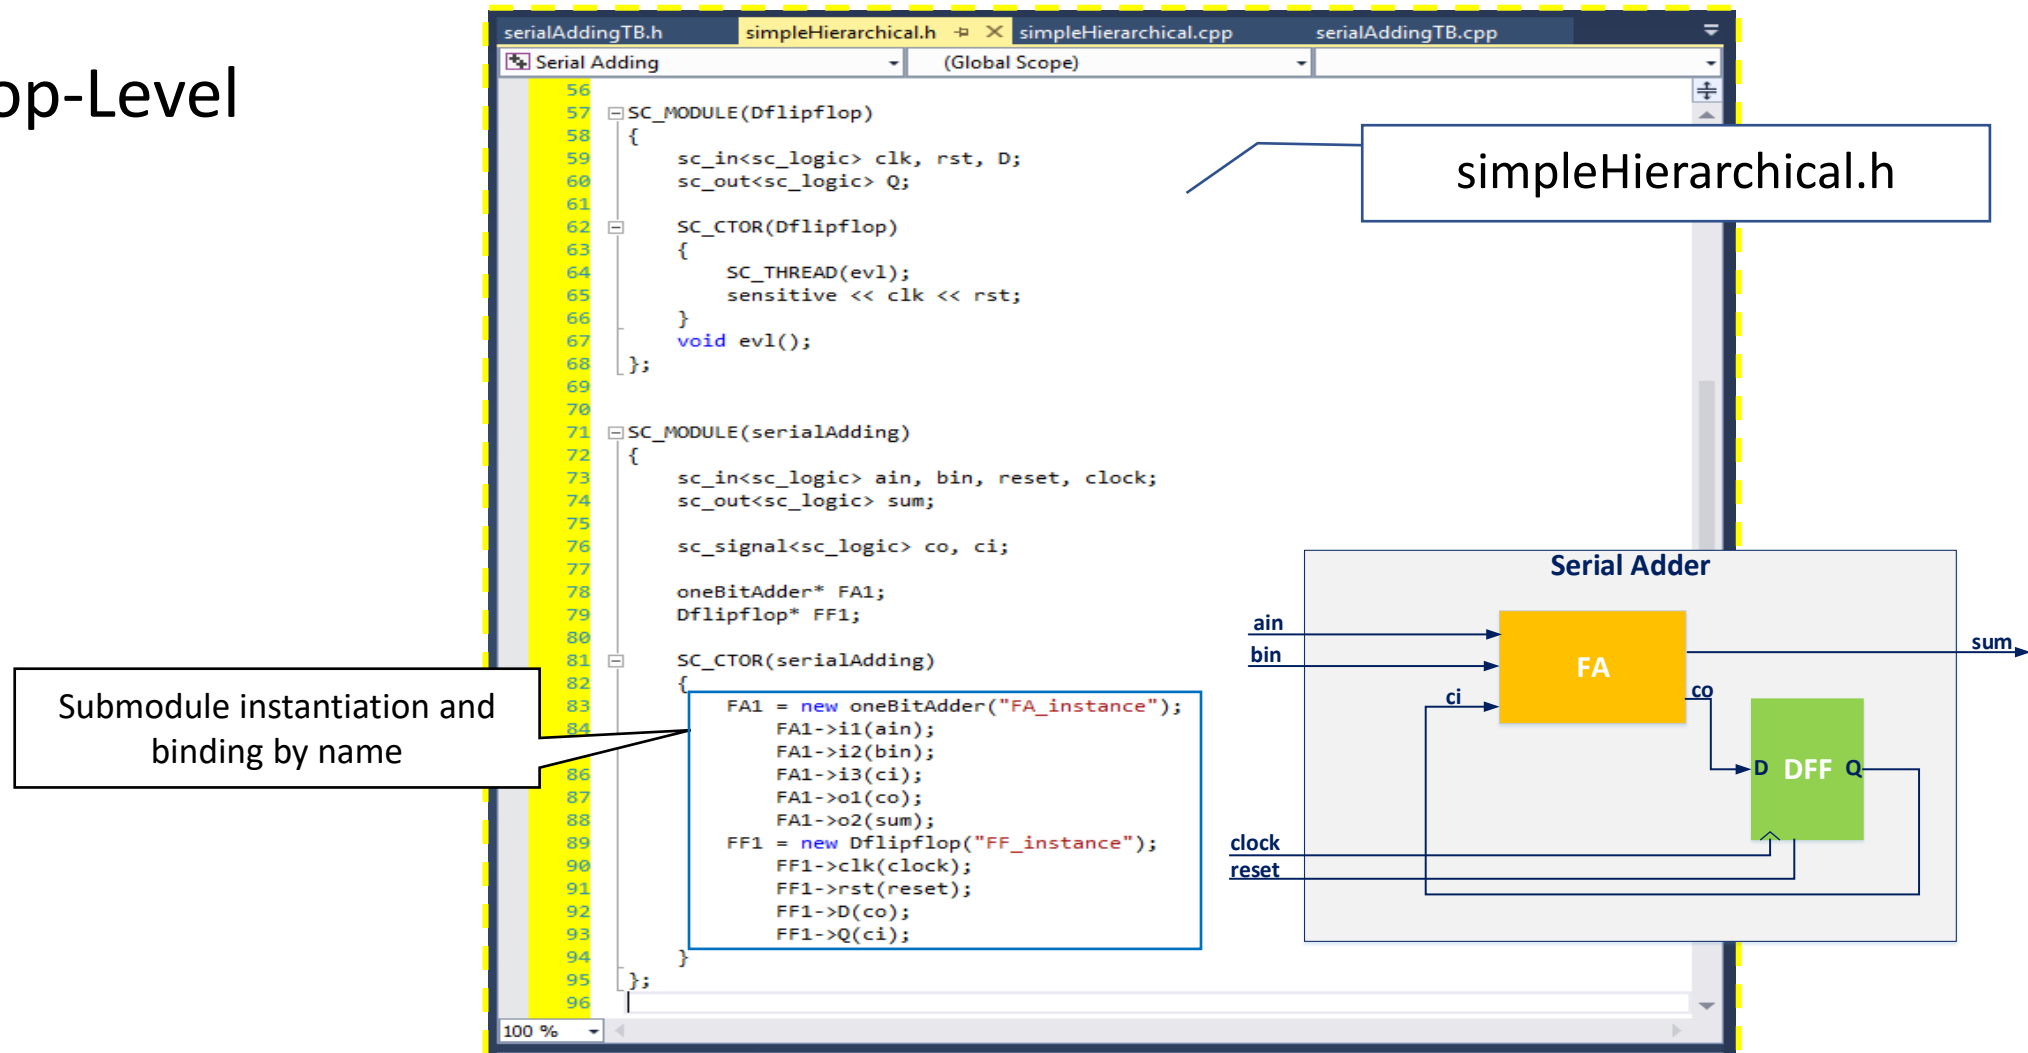 op-Level
serialAddingTB.h simpleHierarchical.h simpleHierarchical.cpp serialAddingTB.cpp
Serial Adding (Global Scope)
56
57 SC_MODULE(Dflipflop)
58 {
59 sc_in<sc_logic> clk, rst, D;
60 sc_out<sc_logic> Q;
61
62 SC_CTOR(Dflipflop)
63 {
64 SC_THREAD(evl);
65 sensitive << clk << rst;
66 }
67 void evl();
68 };
69
70
71 SC_MODULE(serialAdding)
72 {
73 sc_in<sc_logic> ain, bin, reset, clock;
74 sc_out<sc_logic> sum;
75
76 sc_signal<sc_logic> co, ci;
77
78 oneBitAdder* FA1;
79 Dflipflop* FF1;
80
81 SC_CTOR(serialAdding)
82 {
83 FA1 = new oneBitAdder("FA_instance");
84 FA1->i1(ain);
FA1->i2(bin);
86 FA1->i3(ci);
87 FA1->o1(co);
88 FA1->o2(sum);
89 FF1 = new Dflipflop("FF_instance");
90 FF1->clk(clock);
91 FF1->rst(reset);
92 FF1->D(co);
93 FF1->Q(ci);
94 }
95 };
96
100 %
simpleHierarchical.h
Submodule instantiation and
binding by name
Serial Adder
ain
bin
ci
FA
co
sum
D DFF Q
clock
reset